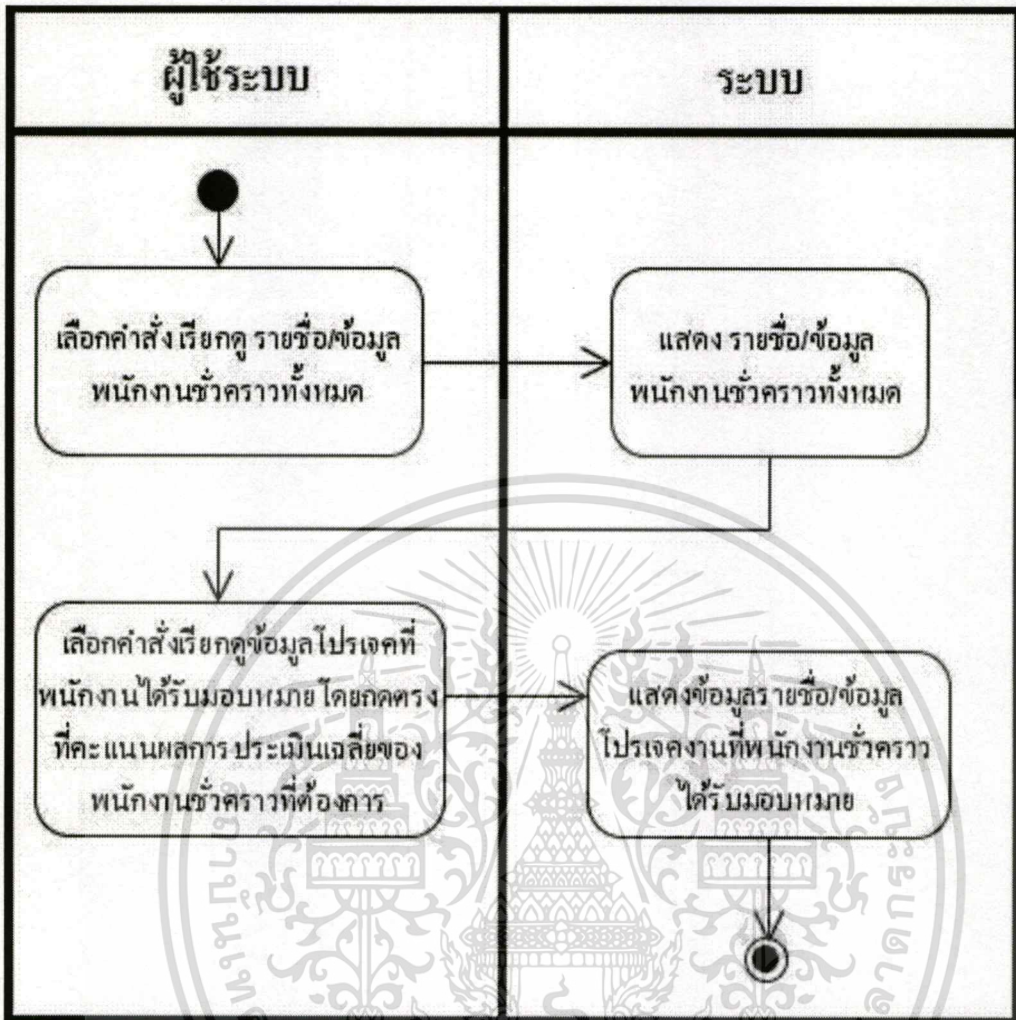 ผู้ใช้ระบบ
ระบบ
เลือกคำสั่ง เรียกดู รายชื่อ/ข้อมูล
พนักงานชั่วคราวทั้งหมด
แสดง รายชื่อ/ข้อมูล
พนักงานชั่วคราวทั้งหมด
เลือกคำสั่งเรียกดูข้อมูลโปรเจคที่
พนักงานได้รับมอบหมาย โดยกดตรง
ที่คะแนนผลการประเมินเฉลี่ยของ
พนักงานชั่วคราวที่ต้องการ
แสดงข้อมูลรายชื่อ/ข้อมูล
โปรเจคงานที่พนักงานชั่วคราว
ได้รับมอบหมาย